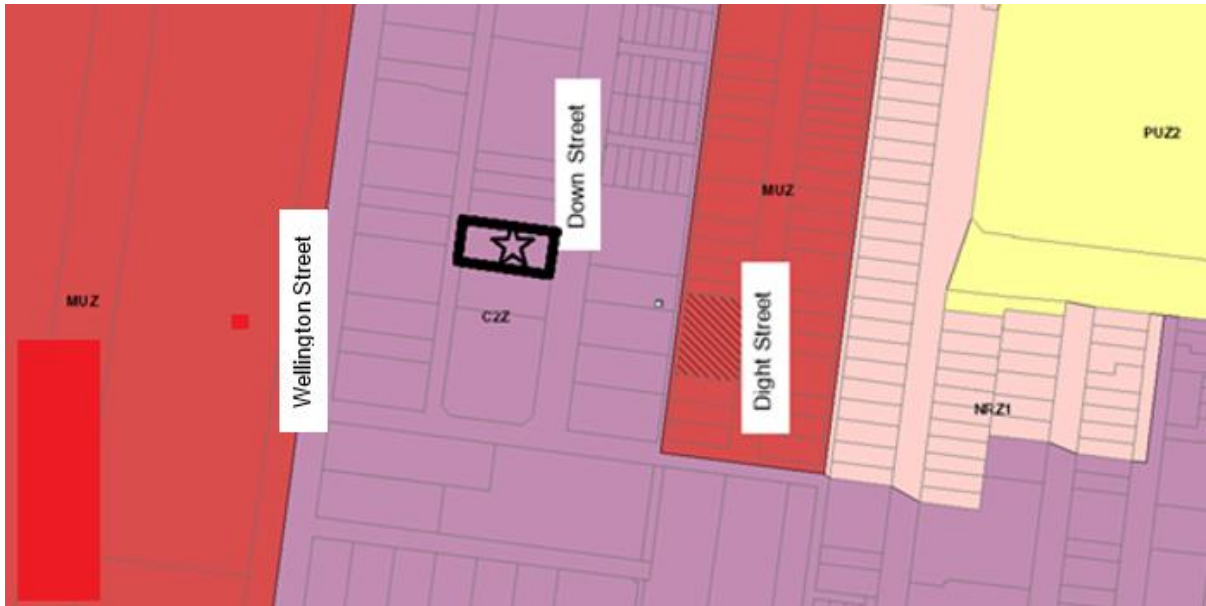 PUZ2
Down Street
MUZ
Wellington Street
MUZ
C2Z
Dight Street
NRZ1